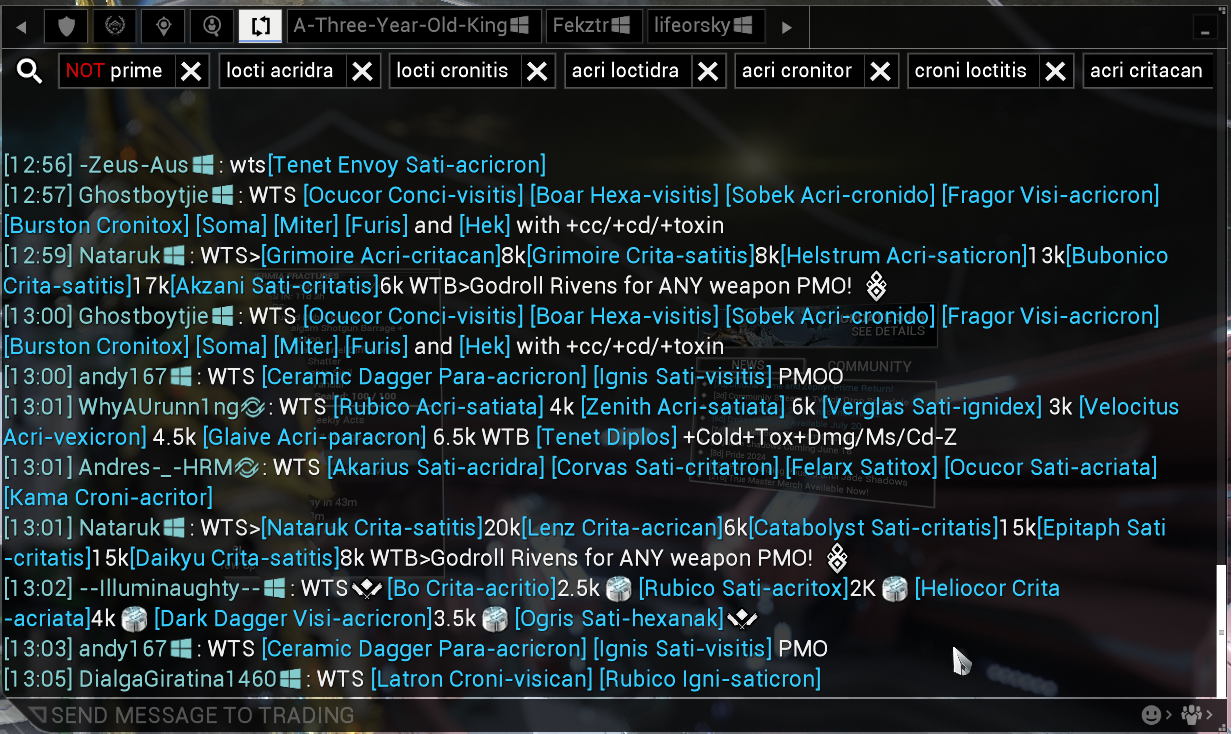 A-Three-Year-Old-King Fekztr lifeorsky
NOT prime locti acridra locti cronitis acri loctidra acri cronitor croni loctitis acri critacan
[12:56] -Zeus-Aus : wts[Tenet Envoy Sati-acricron]
[12:57] Ghostboytjie : WTS [Ocucor Conci-visitis] [Boar Hexa-visitis] [Sobek Acri-cronido] [Fragor Visi-acricron]
[Burston Cronitox] [Soma] [Miter] [Furis] and [Hek] with +cc/+cd/+toxin
[12:59] Nataruk : WTS>[Grimoire Acri-critacan]8k[Grimoire Crita-satitis]8k[Helstrum Acri-saticron]13k[Bubonico
Crita-satitis]17k[Akzani Sati-critatis]6k WTB>Godroll Rivens for ANY weapon PMO!
[13:00] Ghostboytjie : WTS [Ocucor Conci-visitis] [Boar Hexa-visitis] [Sobek Acri-cronido] [Fragor Visi-acricron]
SEE DETAILS
[Burston Cronitox] [Soma] [Miter] [Furis] and [Hek] with +cc/+cd/+toxin
NEWS COMMUNITY
[13:00] andy167 : WTS [Ceramic Dagger Para-acricron] [Ignis Sati-visitis] PMOO
[13:01] WhyAUrunn1ng : WTS [Rubico Acri-satiata] 4k [Zenith Acri-satiata] 6k [Verglas Sati-ignidex] 3k [Velocitus
Acri-vexicron] 4.5k [Glaive Acri-paracron] 6.5k WTB [Tenet Diplos] +Cold+Tox+Dmg/Ms/Cd-Z
[13:01] Andres-_-HRM : WTS [Akarius Sati-acridra] [Corvas Sati-critatron] [Felarx Satitox] [Ocucor Sati-acriata]
[Kama Croni-acritor]
[13:01] Nataruk : WTS>[Nataruk Crita-satitis]20k[Lenz Crita-acrican]6k[Catabolyst Sati-critatis]15k[Epitaph Sati
-critatis]15k[Daikyu Crita-satitis]8k WTB>Godroll Rivens for ANY weapon PMO!
[13:02] --Illuminaughty-- : WTS [Bo Crita-acritio]2.5k [Rubico Sati-acritox]2K [Heliocor Crita
-acriata]4k [Dark Dagger Visi-acricron]3.5k [Ogris Sati-hexanak]
[13:03] andy167 : WTS [Ceramic Dagger Para-acricron] [Ignis Sati-visitis] PMO
[13:05] DialgaGiratina1460 : WTS [Latron Croni-visican] [Rubico Igni-saticron]
SEND MESSAGE TO TRADING